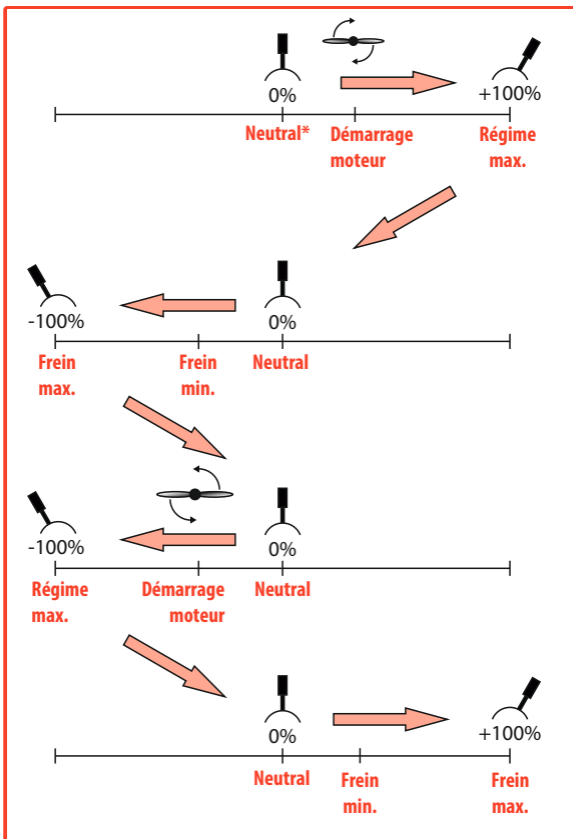 0%
+100%
Neutral*
Démarrage
moteur
Régime
max.
-100%
0%
Frein
max.
Frein
min.
Neutral
-100%
0%
Régime
max.
Démarrage
moteur
Neutral
0%
+100%
Neutral
Frein
min.
Frein
max.